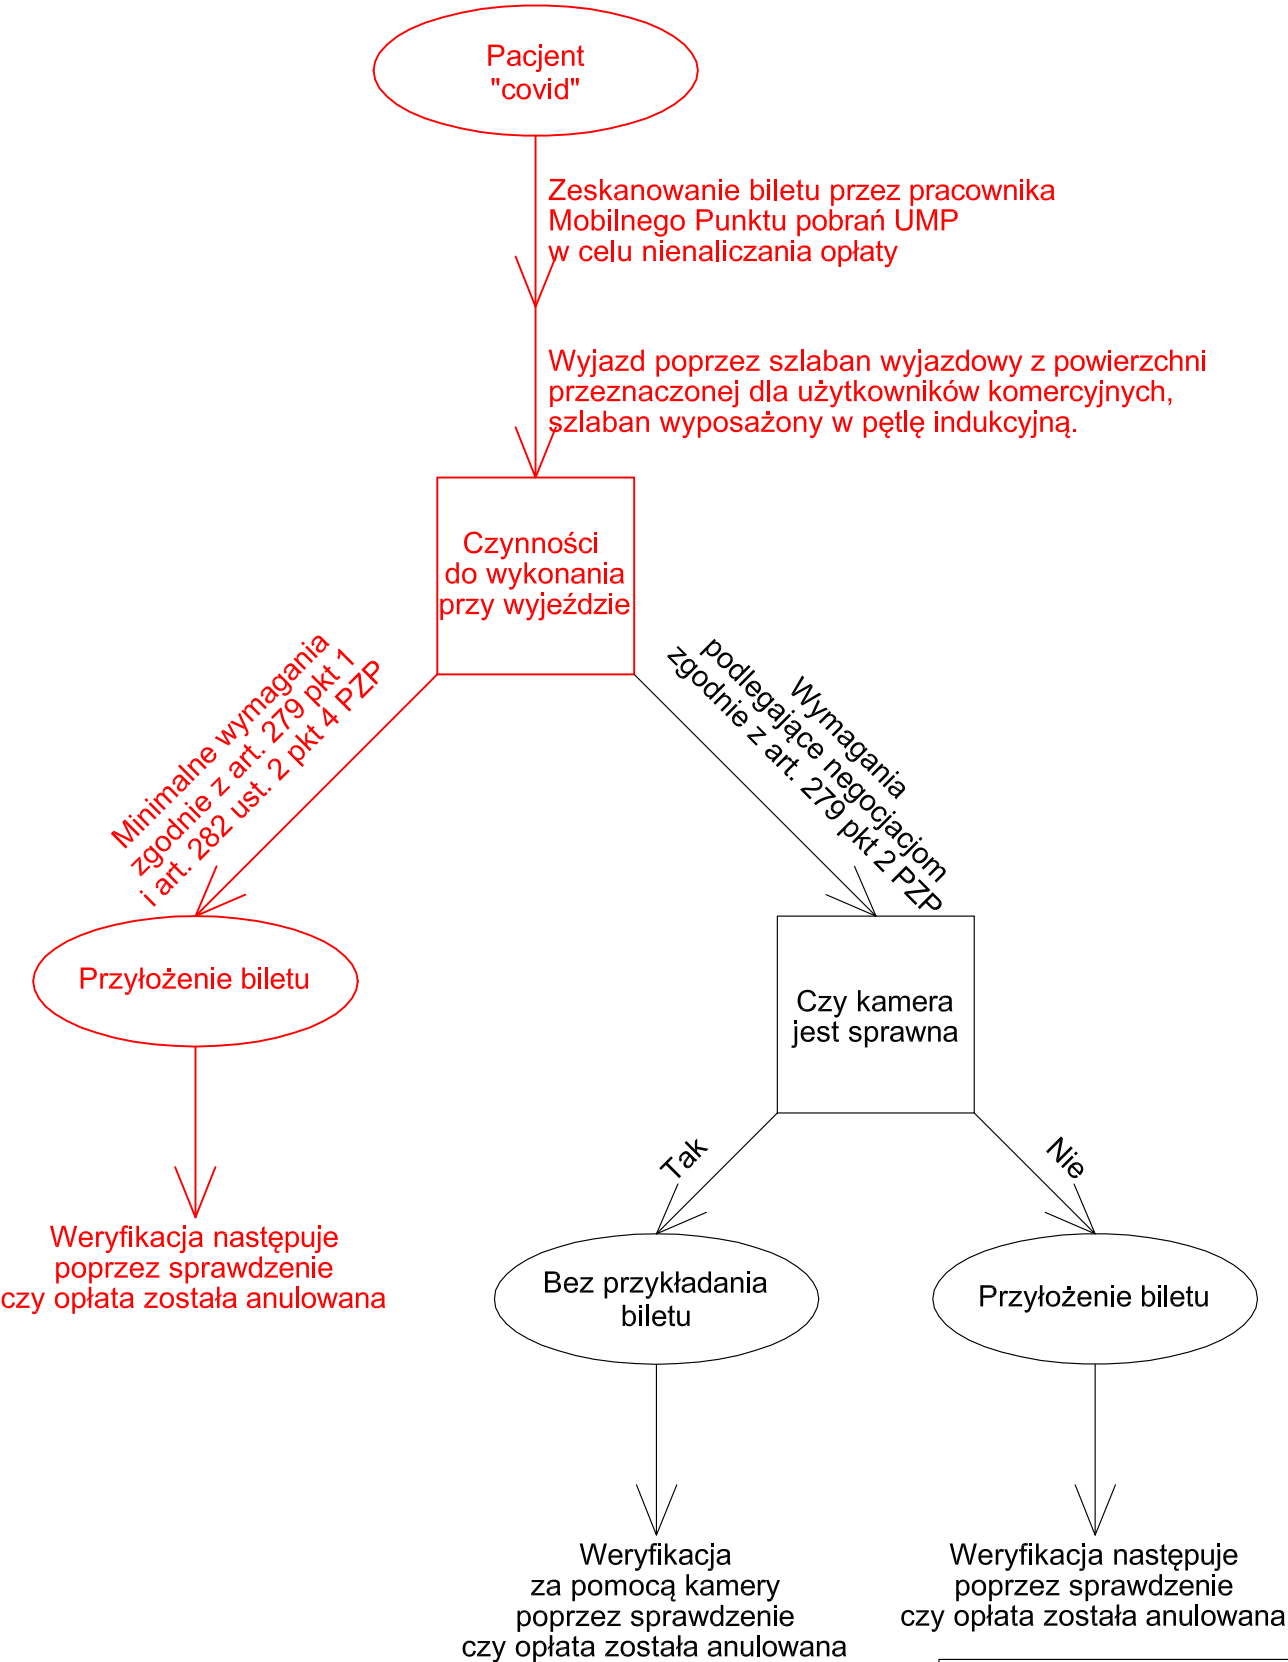 Pacjent
"covid"
Zeskanowanie biletu przez pracownika
Mobilnego Punktu pobrań UMP
w celu nienaliczania opłaty
Wyjazd poprzez szlaban wyjazdowy z powierzchni
przeznaczonej dla użytkowników komercyjnych,
szlaban wyposażony w pętlę indukcyjną.
Czynności
do wykonania
przy wyjeździe
Minimalne wymagania
zgodnie z art. 279 pkt 1
i art. 282 ust. 2 pkt 4 PZP
Wymagania
podlegające negocjacjom
zgodnie z art. 279 pkt 2 PZP
Przyłożenie biletu
Czy kamera
jest sprawna
Tak
Nie
Weryfikacja następuje
poprzez sprawdzenie
czy opłata została anulowana
Bez przykładania
biletu
Przyłożenie biletu
Weryfikacja
za pomocą kamery
poprzez sprawdzenie
czy opłata została anulowana
Weryfikacja następuje
poprzez sprawdzenie
czy opłata została anulowana